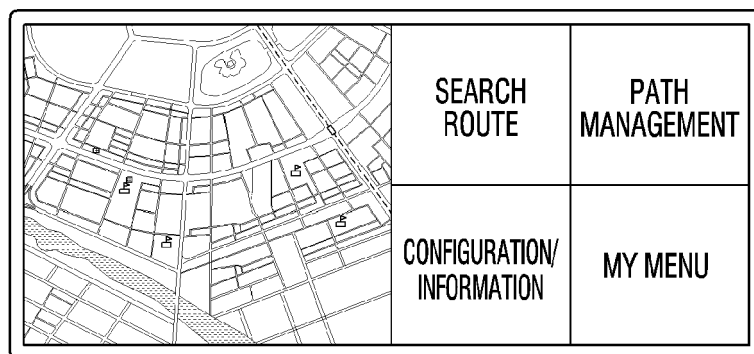 SEARCH
ROUTE
PATH
MANAGEMENT
CONFIGURATION/
INFORMATION
MY MENU